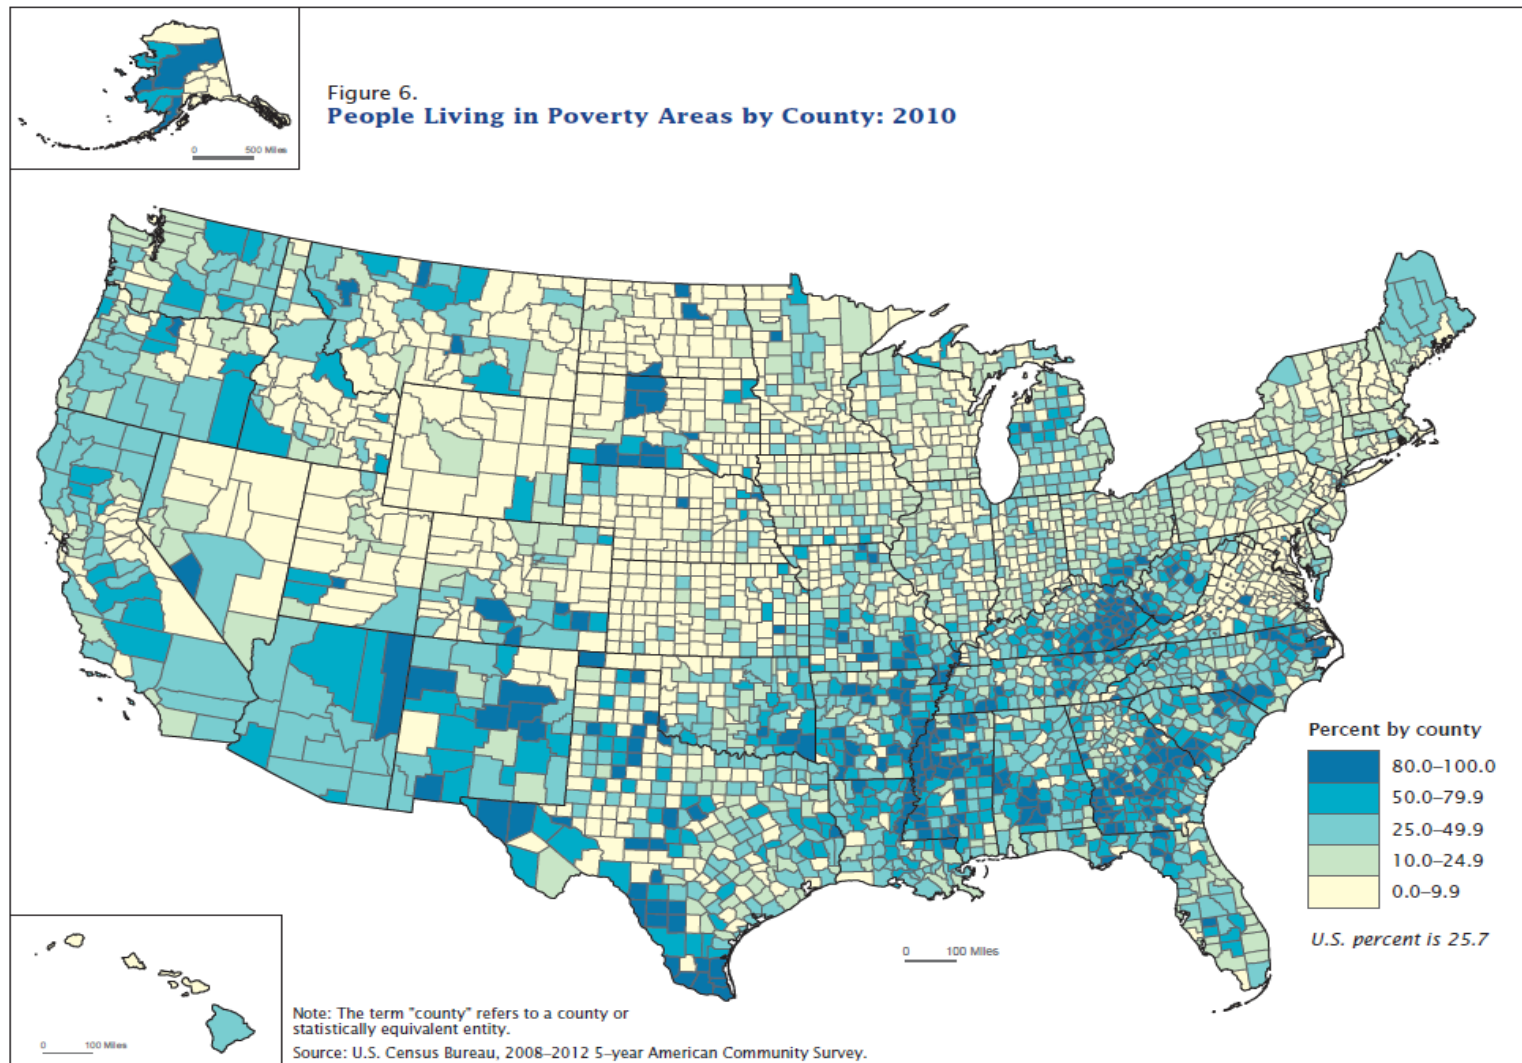 Figure 6.
People Living in Poverty Areas by County: 2010
0 500 Miles
Percent by county
80.0–100.0
50.0–79.9
25.0–49.9
10.0–24.9
0.0–9.9
U.S. percent is 25.7
0 100 Miles
0 100 Miles
Note: The term "county" refers to a county or
statistically equivalent entity.
Source: U.S. Census Bureau, 2008–2012 5–year American Community Survey.